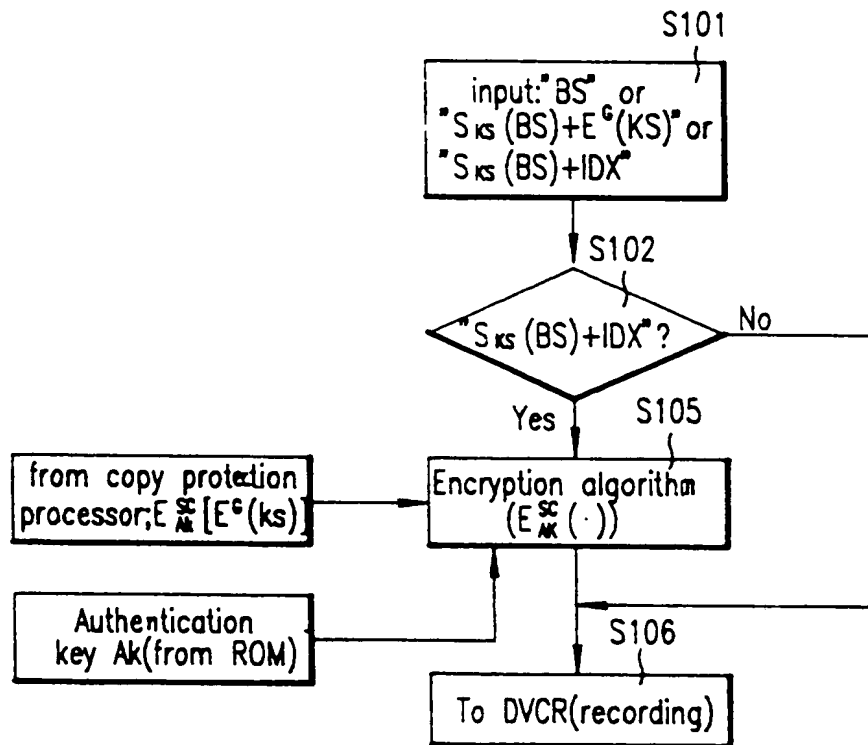 S101
input:"BS" or
"S KS (BS)+E G (KS)" or
"S KS (BS)+IDX"
S102
"S KS (BS)+IDX"?
No
Yes
S105
from copy protection
processor;E SC Ak [E G (ks)]
Encryption algorithm
(E SC AK (·))
Authentication
key Ak(from ROM)
S106
To DVCR(recording)